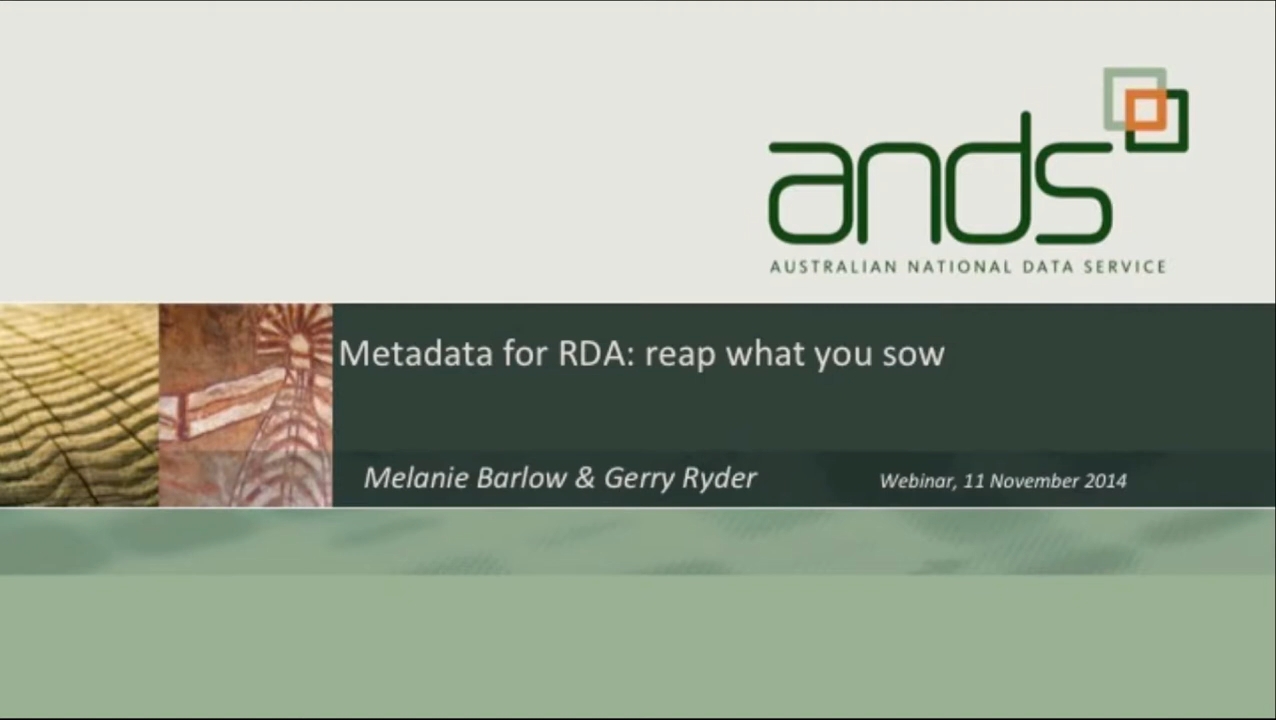 ands
AUSTRALIAN NATIONAL DATA SERVICE
Metadata for RDA: reap what you sow
Melanie Barlow & Gerry Ryder
Webinar, 11 November 2014